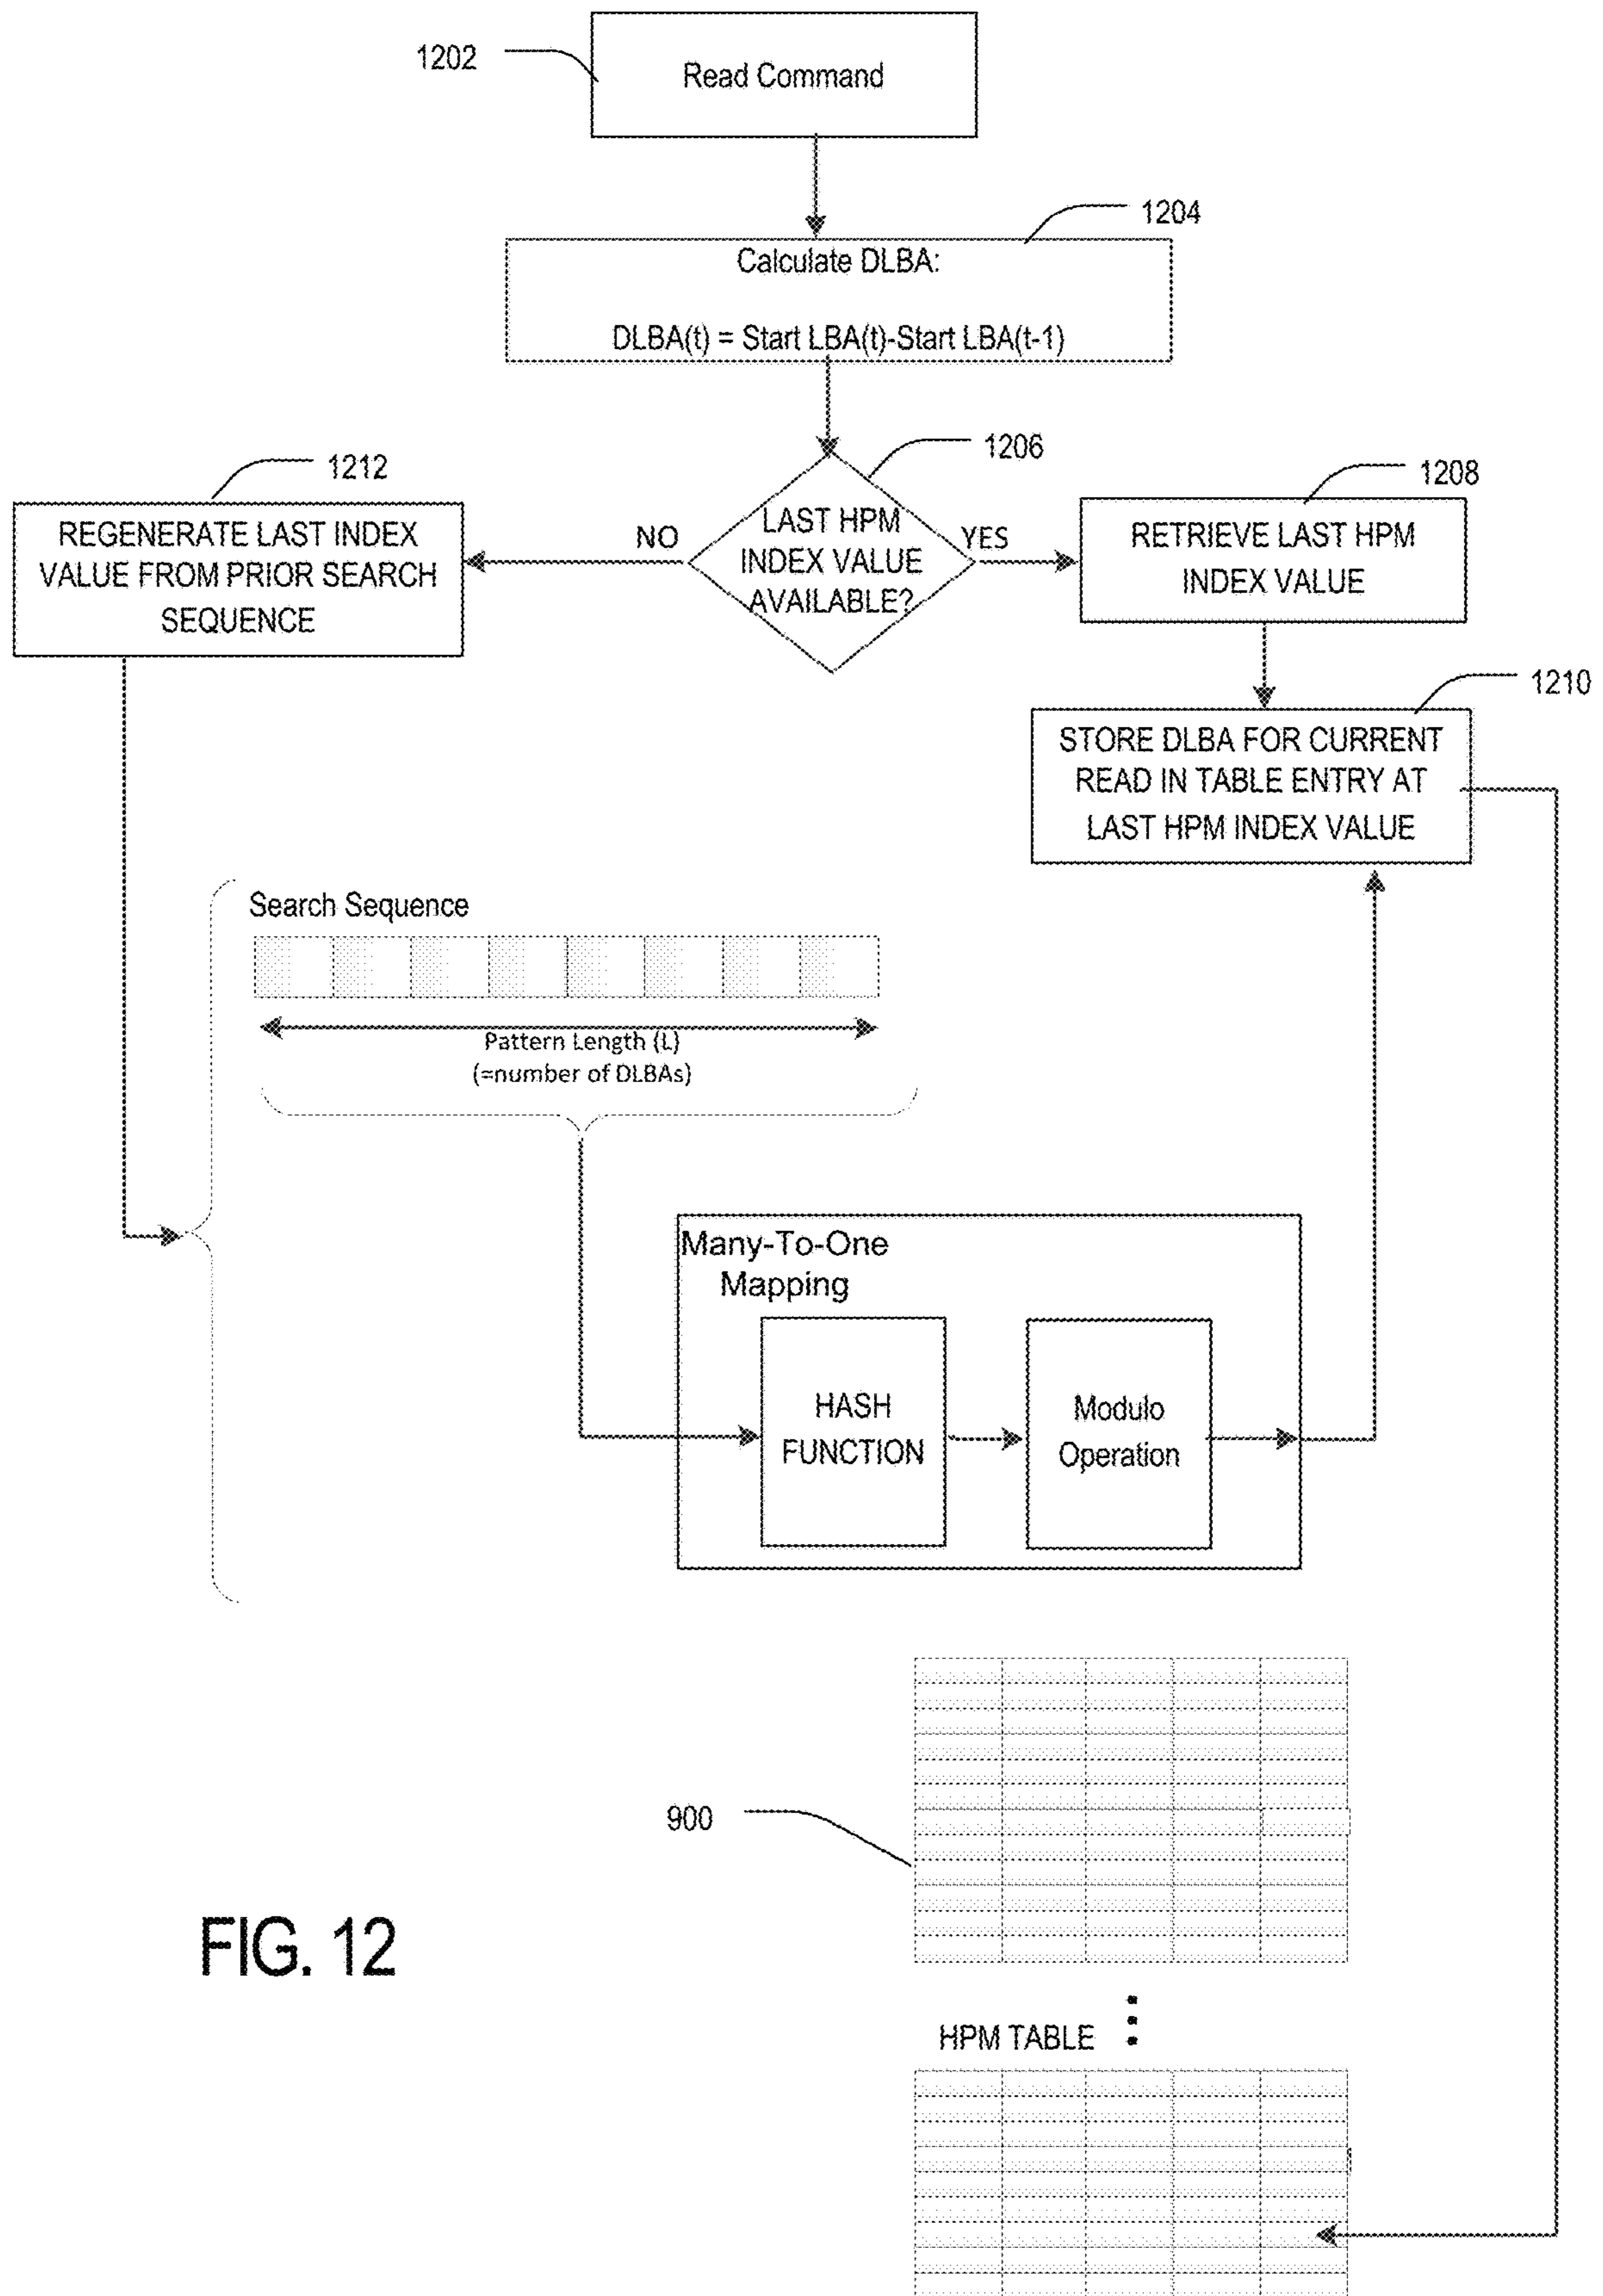 1202
Read Command
1204
Calculate DLBA:
DLBA(t) = Start LBA(t)-Start LBA(t-1)
1206
1212
1208
REGENERATE LAST INDEX
VALUE FROM PRIOR SEARCH
SEQUENCE
NO
LAST HPM
INDEX VALUE
AVAILABLE?
YES
RETRIEVE LAST HPM
INDEX VALUE
1210
STORE DLBA FOR CURRENT
READ IN TABLE ENTRY AT
LAST HPM INDEX VALUE
Search Sequence
Pattern Length (L)
(=number of DLBAs)
Many-To-One
Mapping
HASH
FUNCTION
Modulo
Operation
900
FIG. 12
HPM TABLE